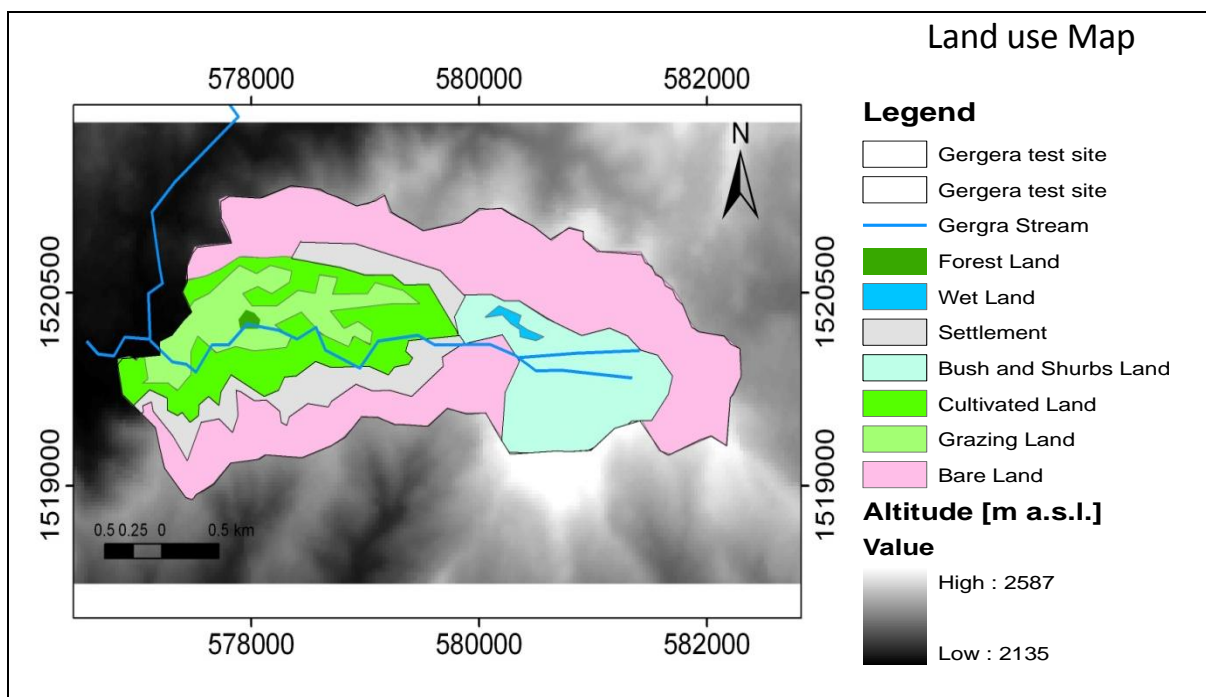 Land use Map
578000 580000 582000
N
1520500 1520500
1519000 1519000
0.5 0.25 0 0.5 km
578000 580000 582000
Legend
Gergera test site
Gergera test site
Gergra Stream
Forest Land
Wet Land
Settlement
Bush and Shurbs Land
Cultivated Land
Grazing Land
Bare Land
Altitude [m a.s.l.]
Value
High : 2587
Low : 2135